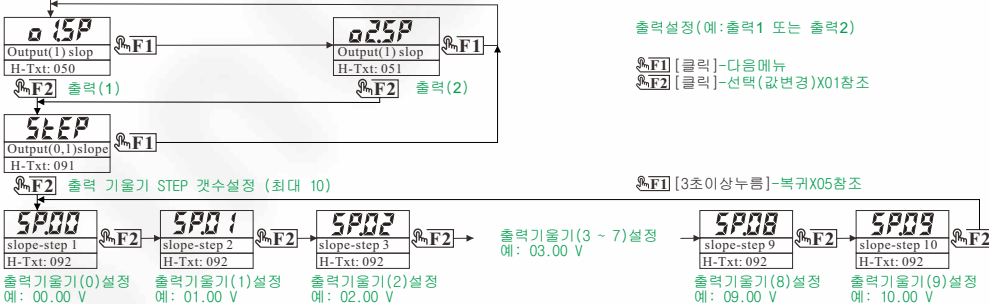 o 1.SP
Output(1) slop
H-Txt: 050
F1
F2 출력(1)
o2.SP
Output(1) slop
H-Txt: 051
F1
F2 출력(2)
출력설정(예:출력1 또는 출력2)
F1 [클릭]-다음메뉴
F2 [클릭]-선택(값변경)X01참조
StEP
Output(0,1)slope
H-Txt: 091
F1
F2 출력 기울기 STEP 갯수설정 (최대 10)
F1 [3초이상누름]-복귀X05참조
SP.00
slope-step 1
H-Txt: 092
F2
출력기울기(0)설정
예: 00.00 V
SP.01
slope-step 2
H-Txt: 092
F2
출력기울기(1)설정
예: 01.00 V
SP.02
slope-step 3
H-Txt: 092
F2
출력기울기(2)설정
예: 02.00 V
출력기울기(3 ~ 7)설정
예: 03.00 V
SP.08
slope-step 9
H-Txt: 092
F2
출력기울기(8)설정
예: 09.00 V
SP.09
slope-step 10
H-Txt: 092
F2
출력기울기(9)설정
예: 10.00 V